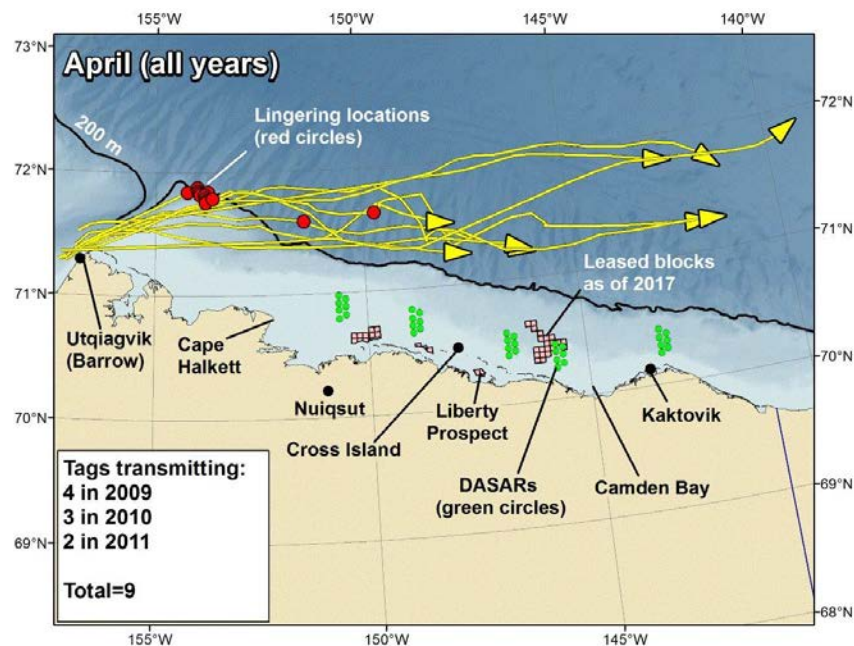 155°W
150°W
145°W
140°W
73°N
April (all years)
Lingering locations
(red circles)
200 m
72°N
72°N
71°N
71°N
Leased blocks
as of 2017
Utqiagvik
(Barrow)
Cape
Halkett
70°N
70°N
Nuiqsut
Cross Island
Liberty
Prospect
Kaktovik
DASARs
(green circles)
Camden Bay
69°N
69°N
Tags transmitting:
4 in 2009
3 in 2010
2 in 2011
Total=9
68°N
155°W
150°W
145°W
140°W